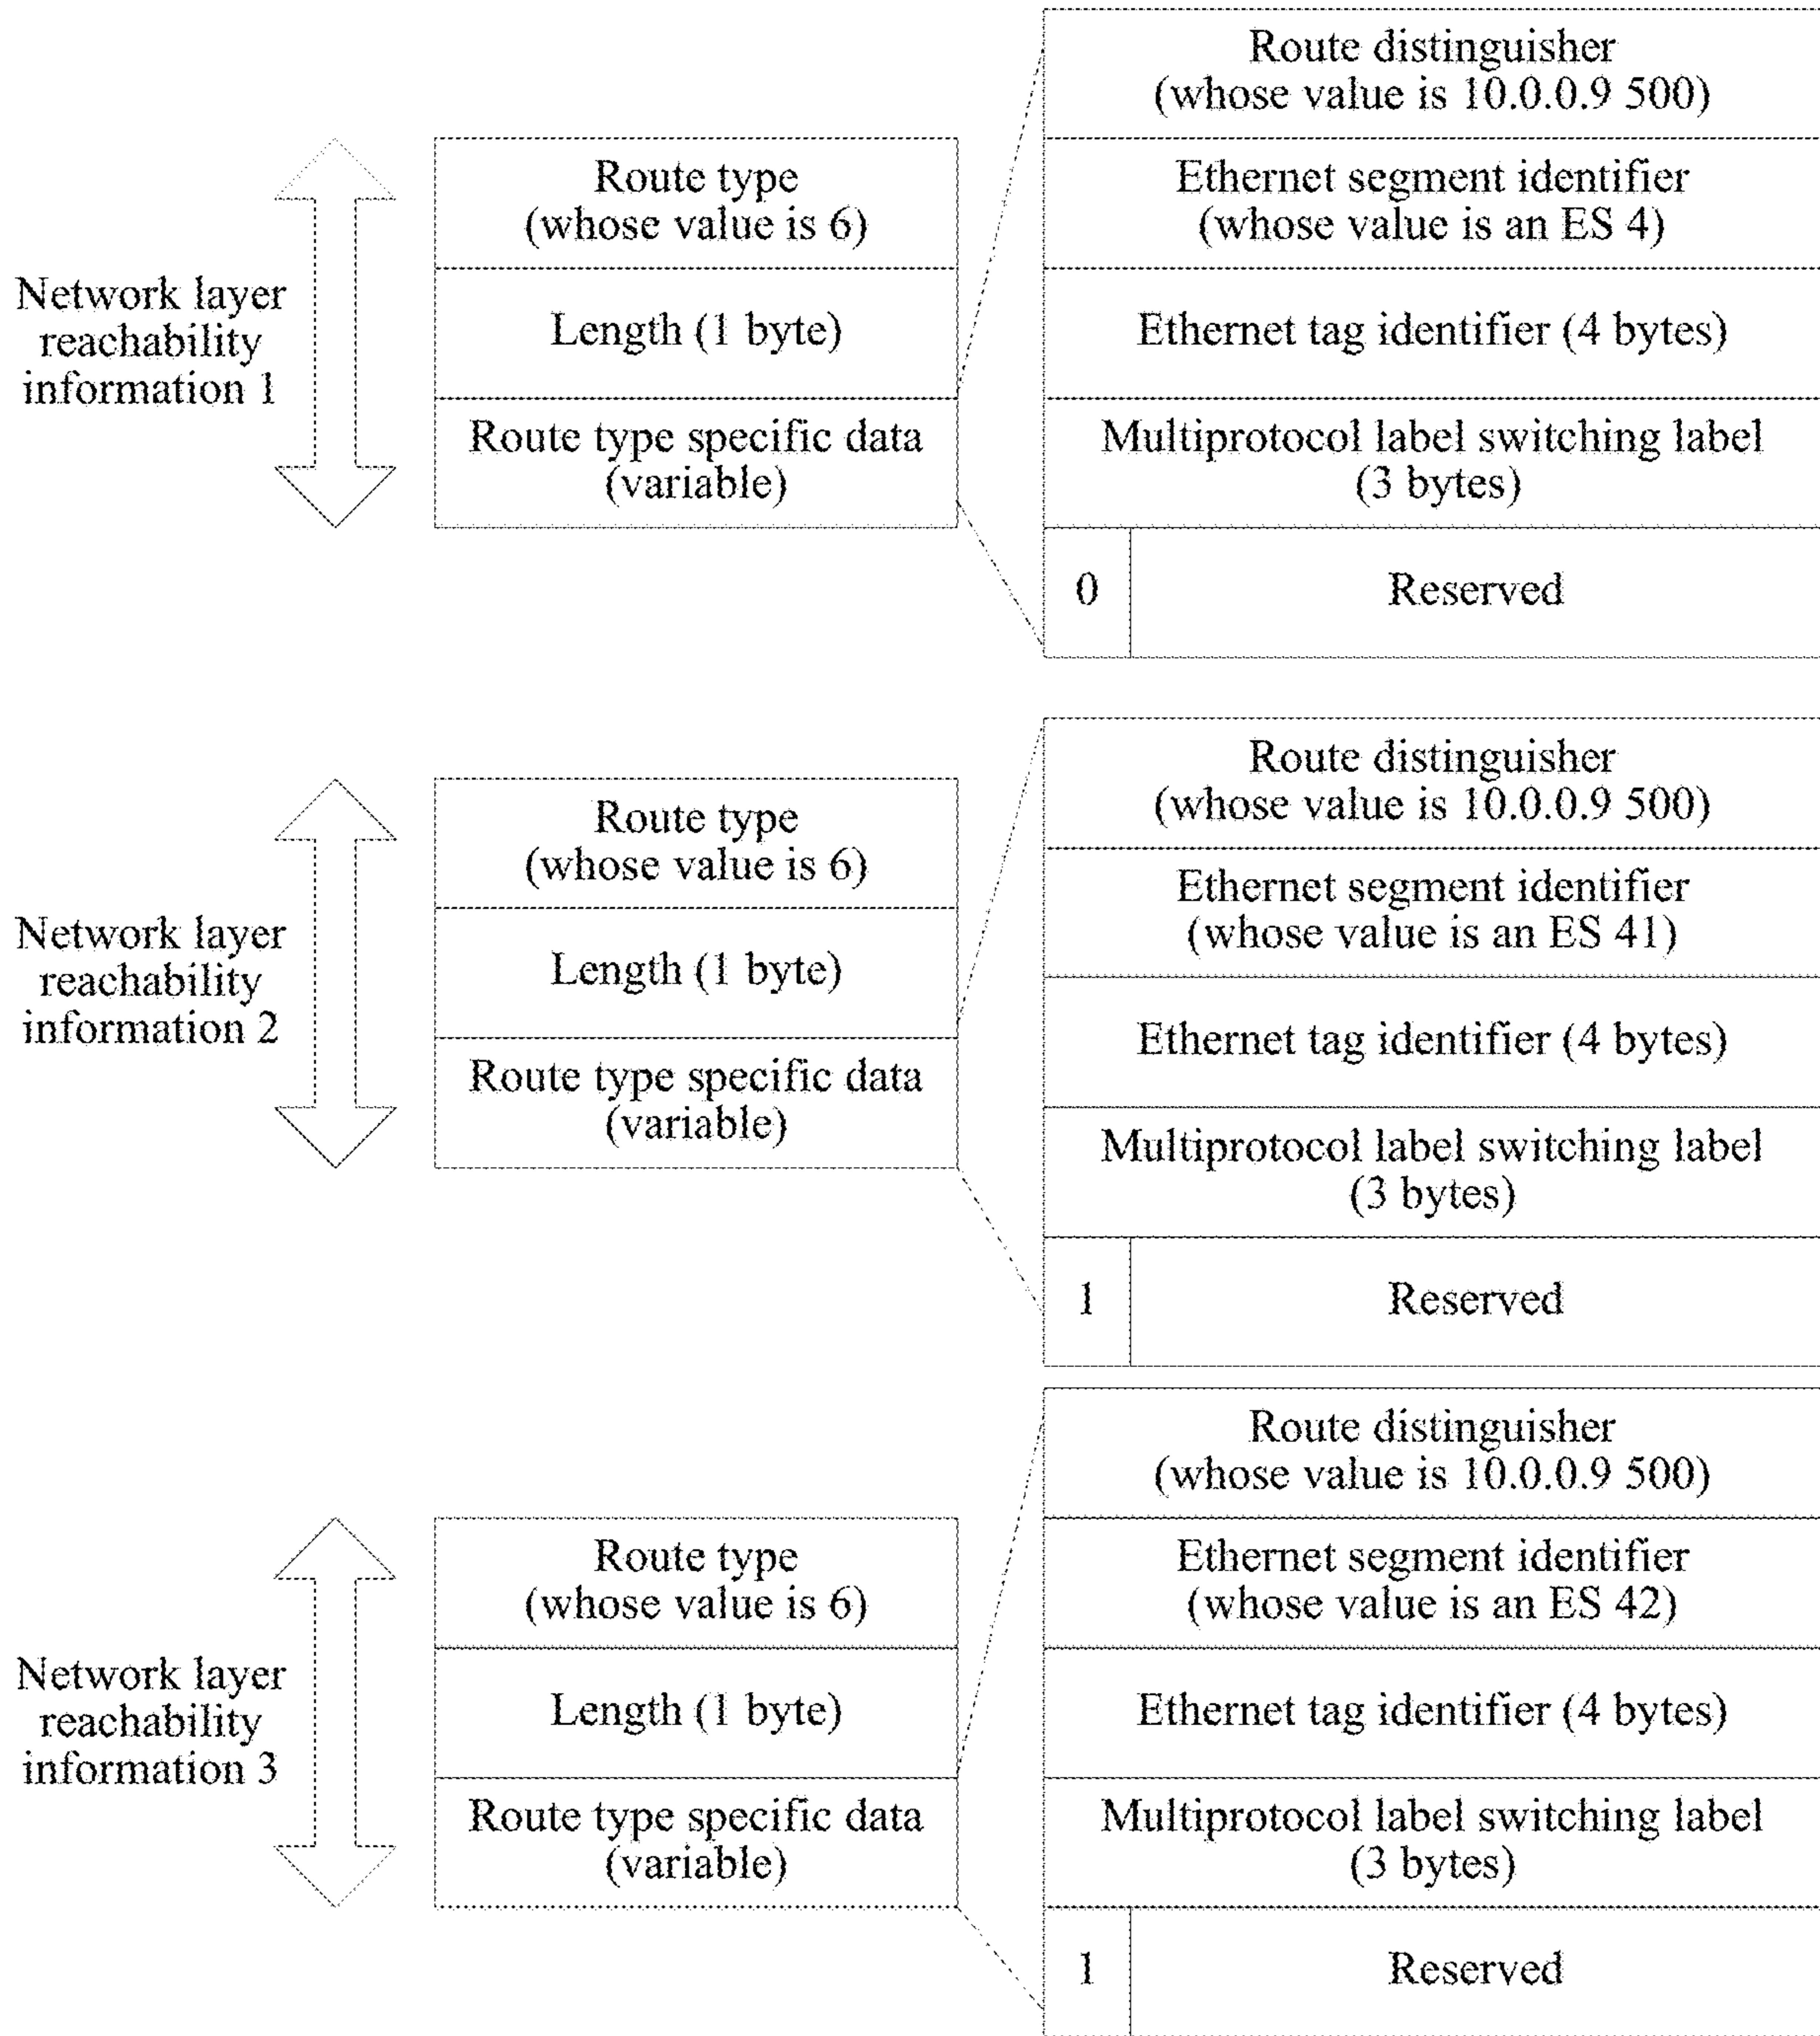 Network layer
reachability
information 1
Route type
(whose value is 6)
Length (1 byte)
Route type specific data
(variable)
Route distinguisher
(whose value is 10.0.0.9 500)
Ethernet segment identifier
(whose value is an ES 4)
Ethernet tag identifier (4 bytes)
Multiprotocol label switching label
(3 bytes)
0
Reserved
Network layer
reachability
information 2
Route type
(whose value is 6)
Length (1 byte)
Route type specific data
(variable)
Route distinguisher
(whose value is 10.0.0.9 500)
Ethernet segment identifier
(whose value is an ES 41)
Ethernet tag identifier (4 bytes)
Multiprotocol label switching label
(3 bytes)
1
Reserved
Network layer
reachability
information 3
Route type
(whose value is 6)
Length (1 byte)
Route type specific data
(variable)
Route distinguisher
(whose value is 10.0.0.9 500)
Ethernet segment identifier
(whose value is an ES 42)
Ethernet tag identifier (4 bytes)
Multiprotocol label switching label
(3 bytes)
1
Reserved